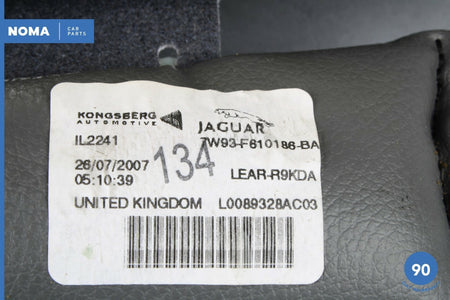 NOMA CAR PARTS
KONGSBERG AUTOMOTIVE JAGUAR
IL2241 7W93-F610186-BA
26/07/2007 134 LEAR-R9KDA
05:10:39
UNITED KINGDOM L0089328AC03
90